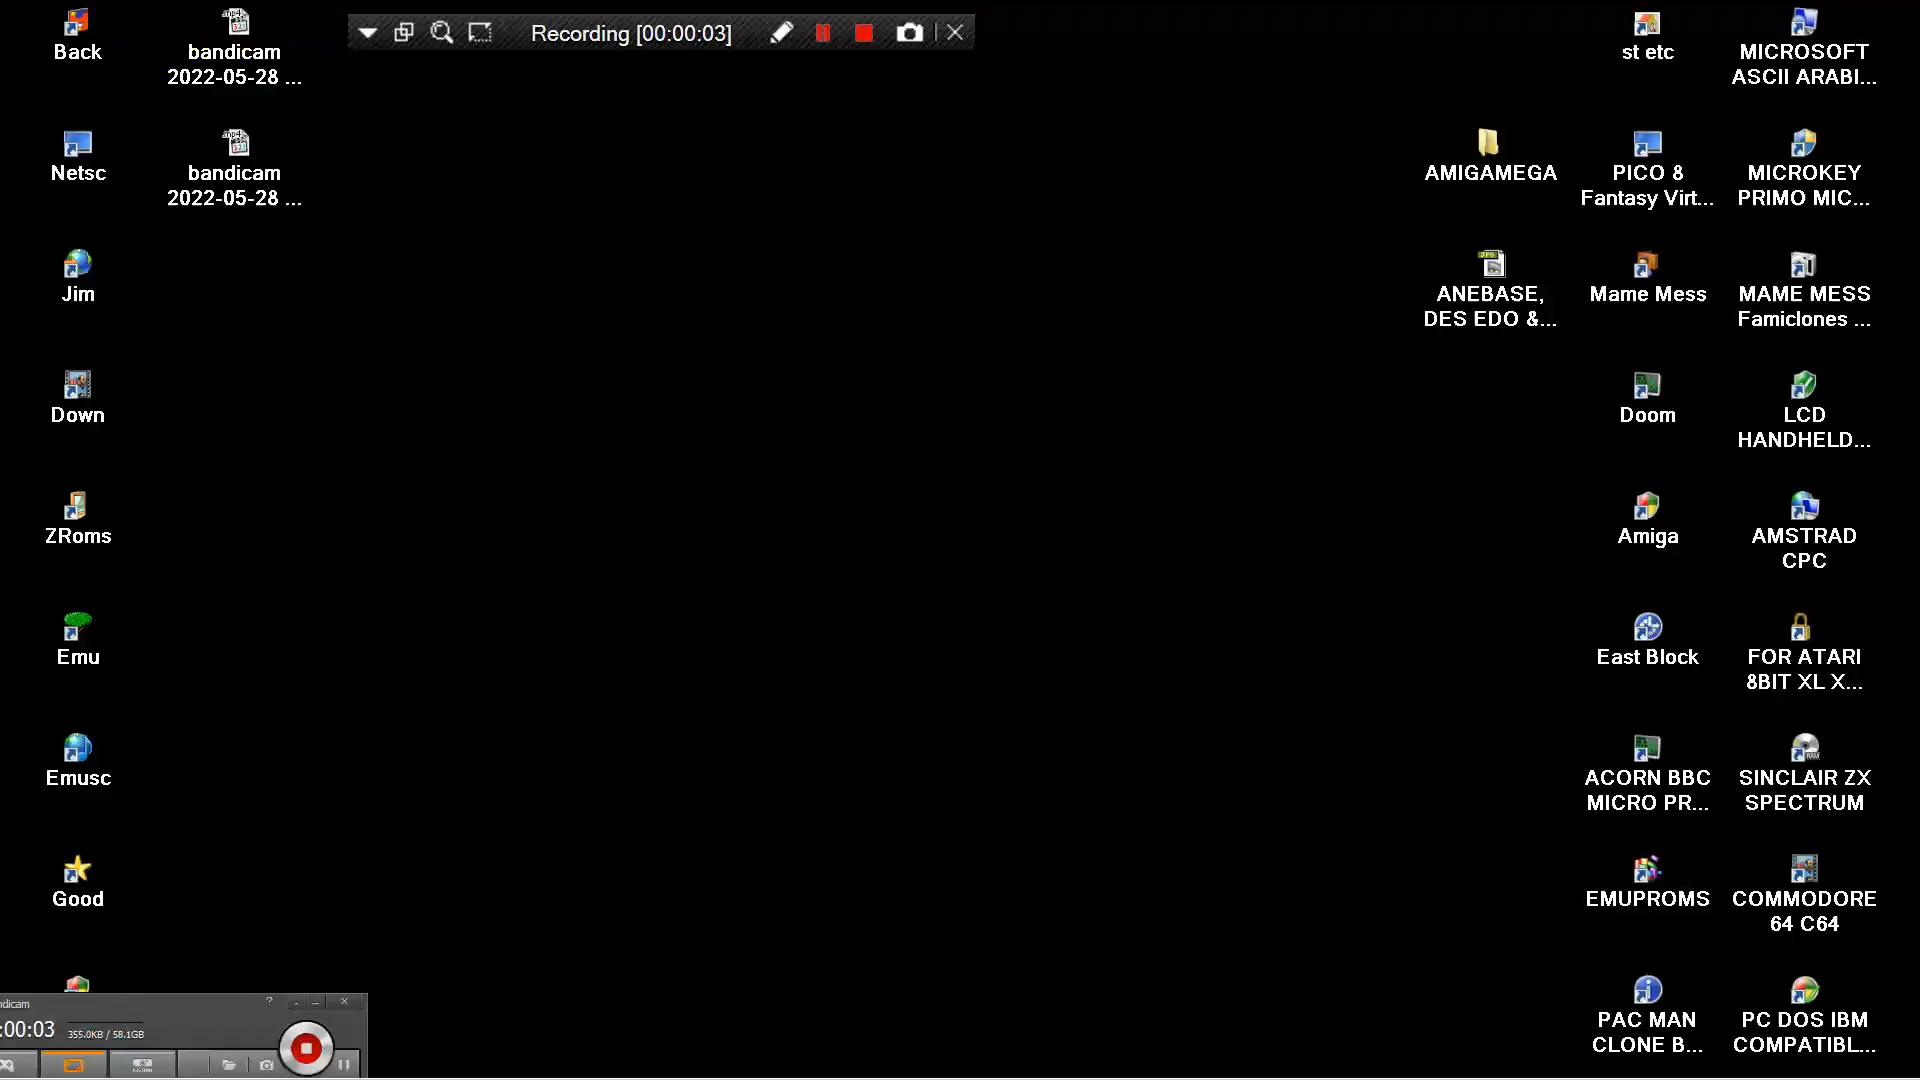 Back
bandicam
2022-05-28 ...
Recording [00:00:03]
st etc
MICROSOFT
ASCII ARABI...
Netsc
bandicam
2022-05-28 ...
AMIGAMEGA
PICO 8
Fantasy Virt...
MICROKEY
PRIMO MIC...
Jim
ANEBASE,
DES EDO &...
Mame Mess
MAME MESS
Famiclones ...
Down
Doom
LCD
HANDHELD...
ZRoms
Amiga
AMSTRAD
CPC
Emu
East Block
FOR ATARI
8BIT XL X...
Emusc
ACORN BBC
MICRO PR...
SINCLAIR ZX
SPECTRUM
Good
EMUPROMS
COMMODORE
64 C64
PAC MAN
CLONE B...
PC DOS IBM
COMPATIBL...
ndicam
:00:03
355.0KB / 58.1GB